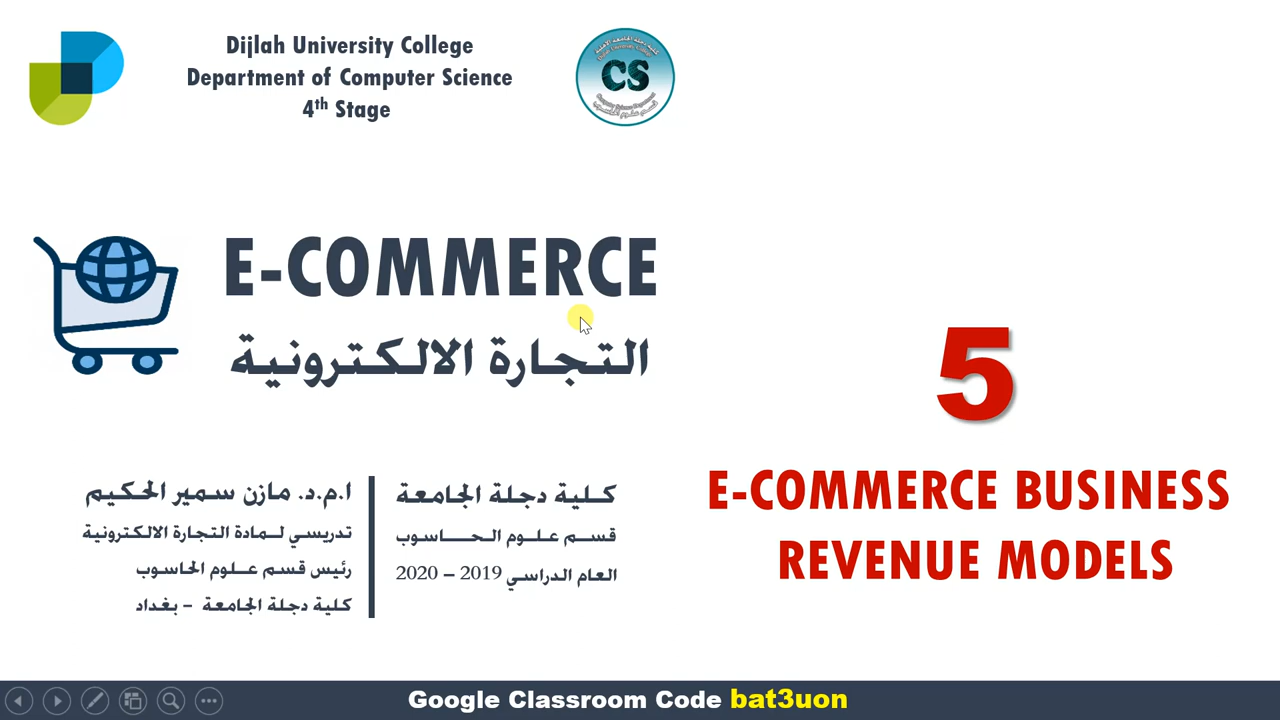 Dijlah University College
Department of Computer Science
4th Stage
CS
E-COMMERCE
التجارة الالكترونية
5
E-COMMERCE BUSINESS
REVENUE MODELS
كلية دجلة الجامعة
قسم علوم الحاسوب
العام الدراسي 2019 – 2020
ا.م.د. مازن سمير الحكيم
تدريسي لمادة التجارة الالكترونية
رئيس قسم علوم الحاسوب
كلية دجلة الجامعة – بغداد
Google Classroom Code bat3uon